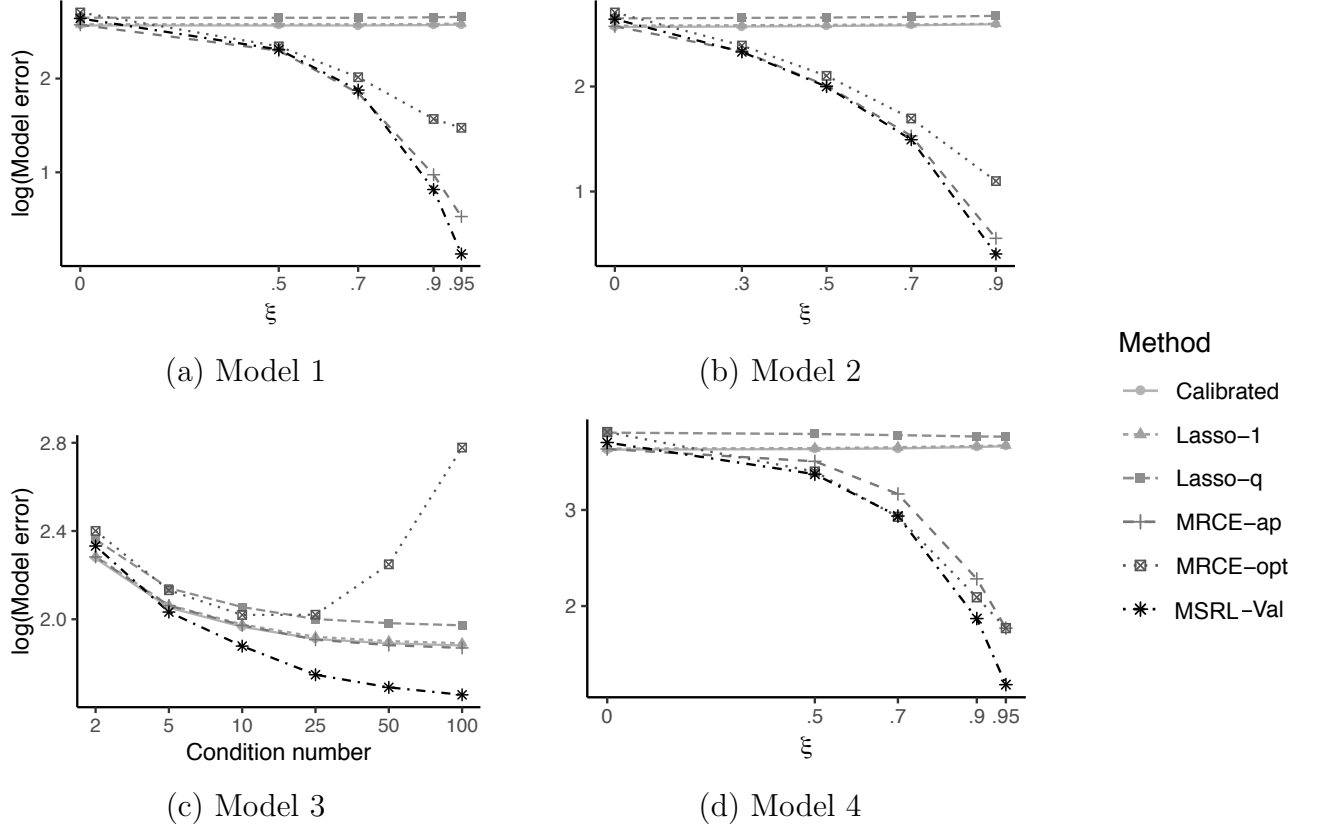 log(Model error)
2
1
0
.5
.7
.9
.95
ξ
(a) Model 1
2
1
0
.3
.5
.7
.9
ξ
(b) Model 2
log(Model error)
2.8
2.4
2.0
2
5
10
25
50
100
Condition number
(c) Model 3
3
2
0
.5
.7
.9
.95
ξ
(d) Model 4
Method
Calibrated
Lasso−1
Lasso−q
MRCE−ap
MRCE−opt
MSRL−Val